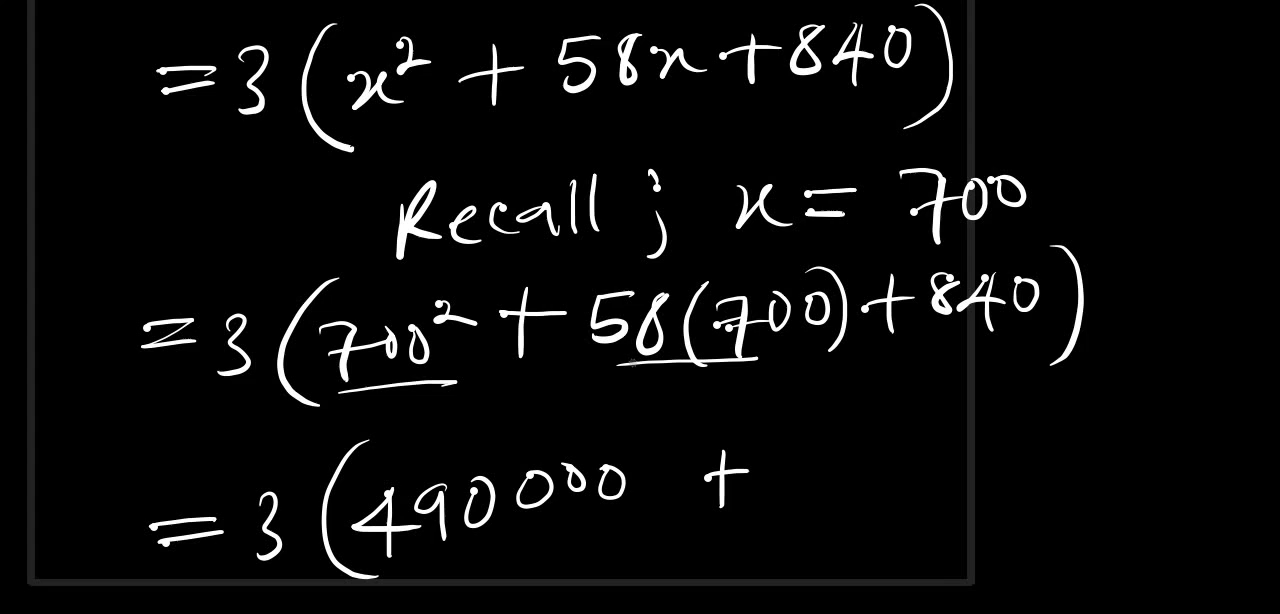 =3(x² + 58x+840)
Recall; x= 700
=3(700² + 58(700)+840)
=3(490000 +